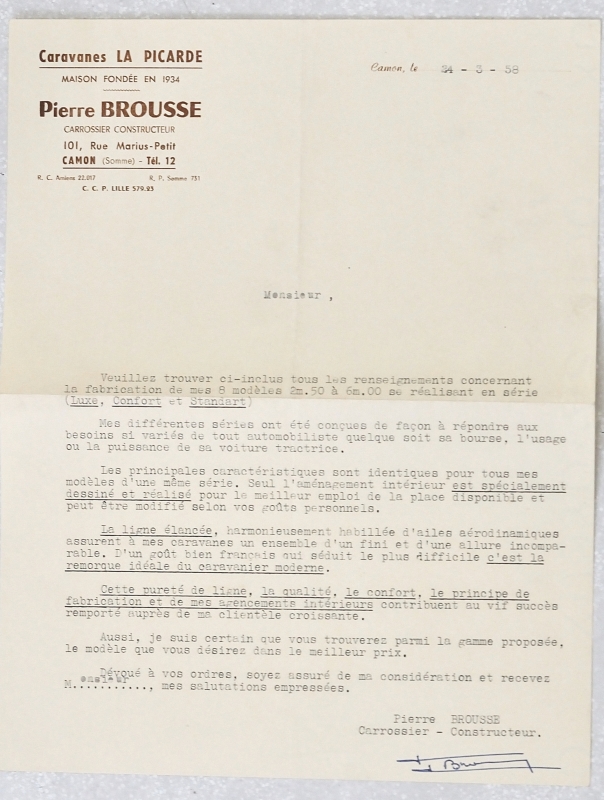 Caravanes LA PICARDE
MAISON FONDÉE EN 1934
Pierre BROUSSE
CARROSSIER CONSTRUCTEUR
101, Rue Marius-Petit
CAMON (Somme) - Tél. 12
R. C. Amiens 22.017 R. P. Somme 731
C. C. P. LILLE 579.23
Camon, le 24 - 3 - 58
Monsieur ,
Veuillez trouver ci-inclus tous les renseignements concernant
la fabrication de mes 8 modèles 2m.50 à 6m.00 se réalisant en série
(Luxe, Confort et Standart)
Mes différentes séries ont été conçues de façon à répondre aux
besoins si variés de tout automobiliste quelque soit sa bourse, l'usage
ou la puissance de sa voiture tractrice.
Les principales caractéristiques sont identiques pour tous mes
modèles d'une même série. Seul l'aménagement intérieur est spécialement
dessiné et réalisé pour le meilleur emploi de la place disponible et
peut être modifié selon vos goûts personnels.
La ligne élancée, harmonieusement habillée d'ailes aérodinamiques
assurent à mes caravanes un ensemble d'un fini et d'une allure incompa-
rable. D'un goût bien francais qui séduit le plus difficile c'est la
remorque idéale du caravanier moderne.
Cette pureté de ligne, la qualité, le confort, le principe de
fabrication et de mes agencements intérieurs contribuent au vif succès
remporté auprès de ma clientèle croissante.
Aussi, je suis certain que vous trouverez parmi la gamme proposée,
le modèle que vous désirez dans le meilleur prix.
Dévoué à vos ordres, soyez assuré de ma considération et recevez
Monsieur..........., mes salutations empressées.
Pierre BROUSSE
Carrossier - Constructeur.